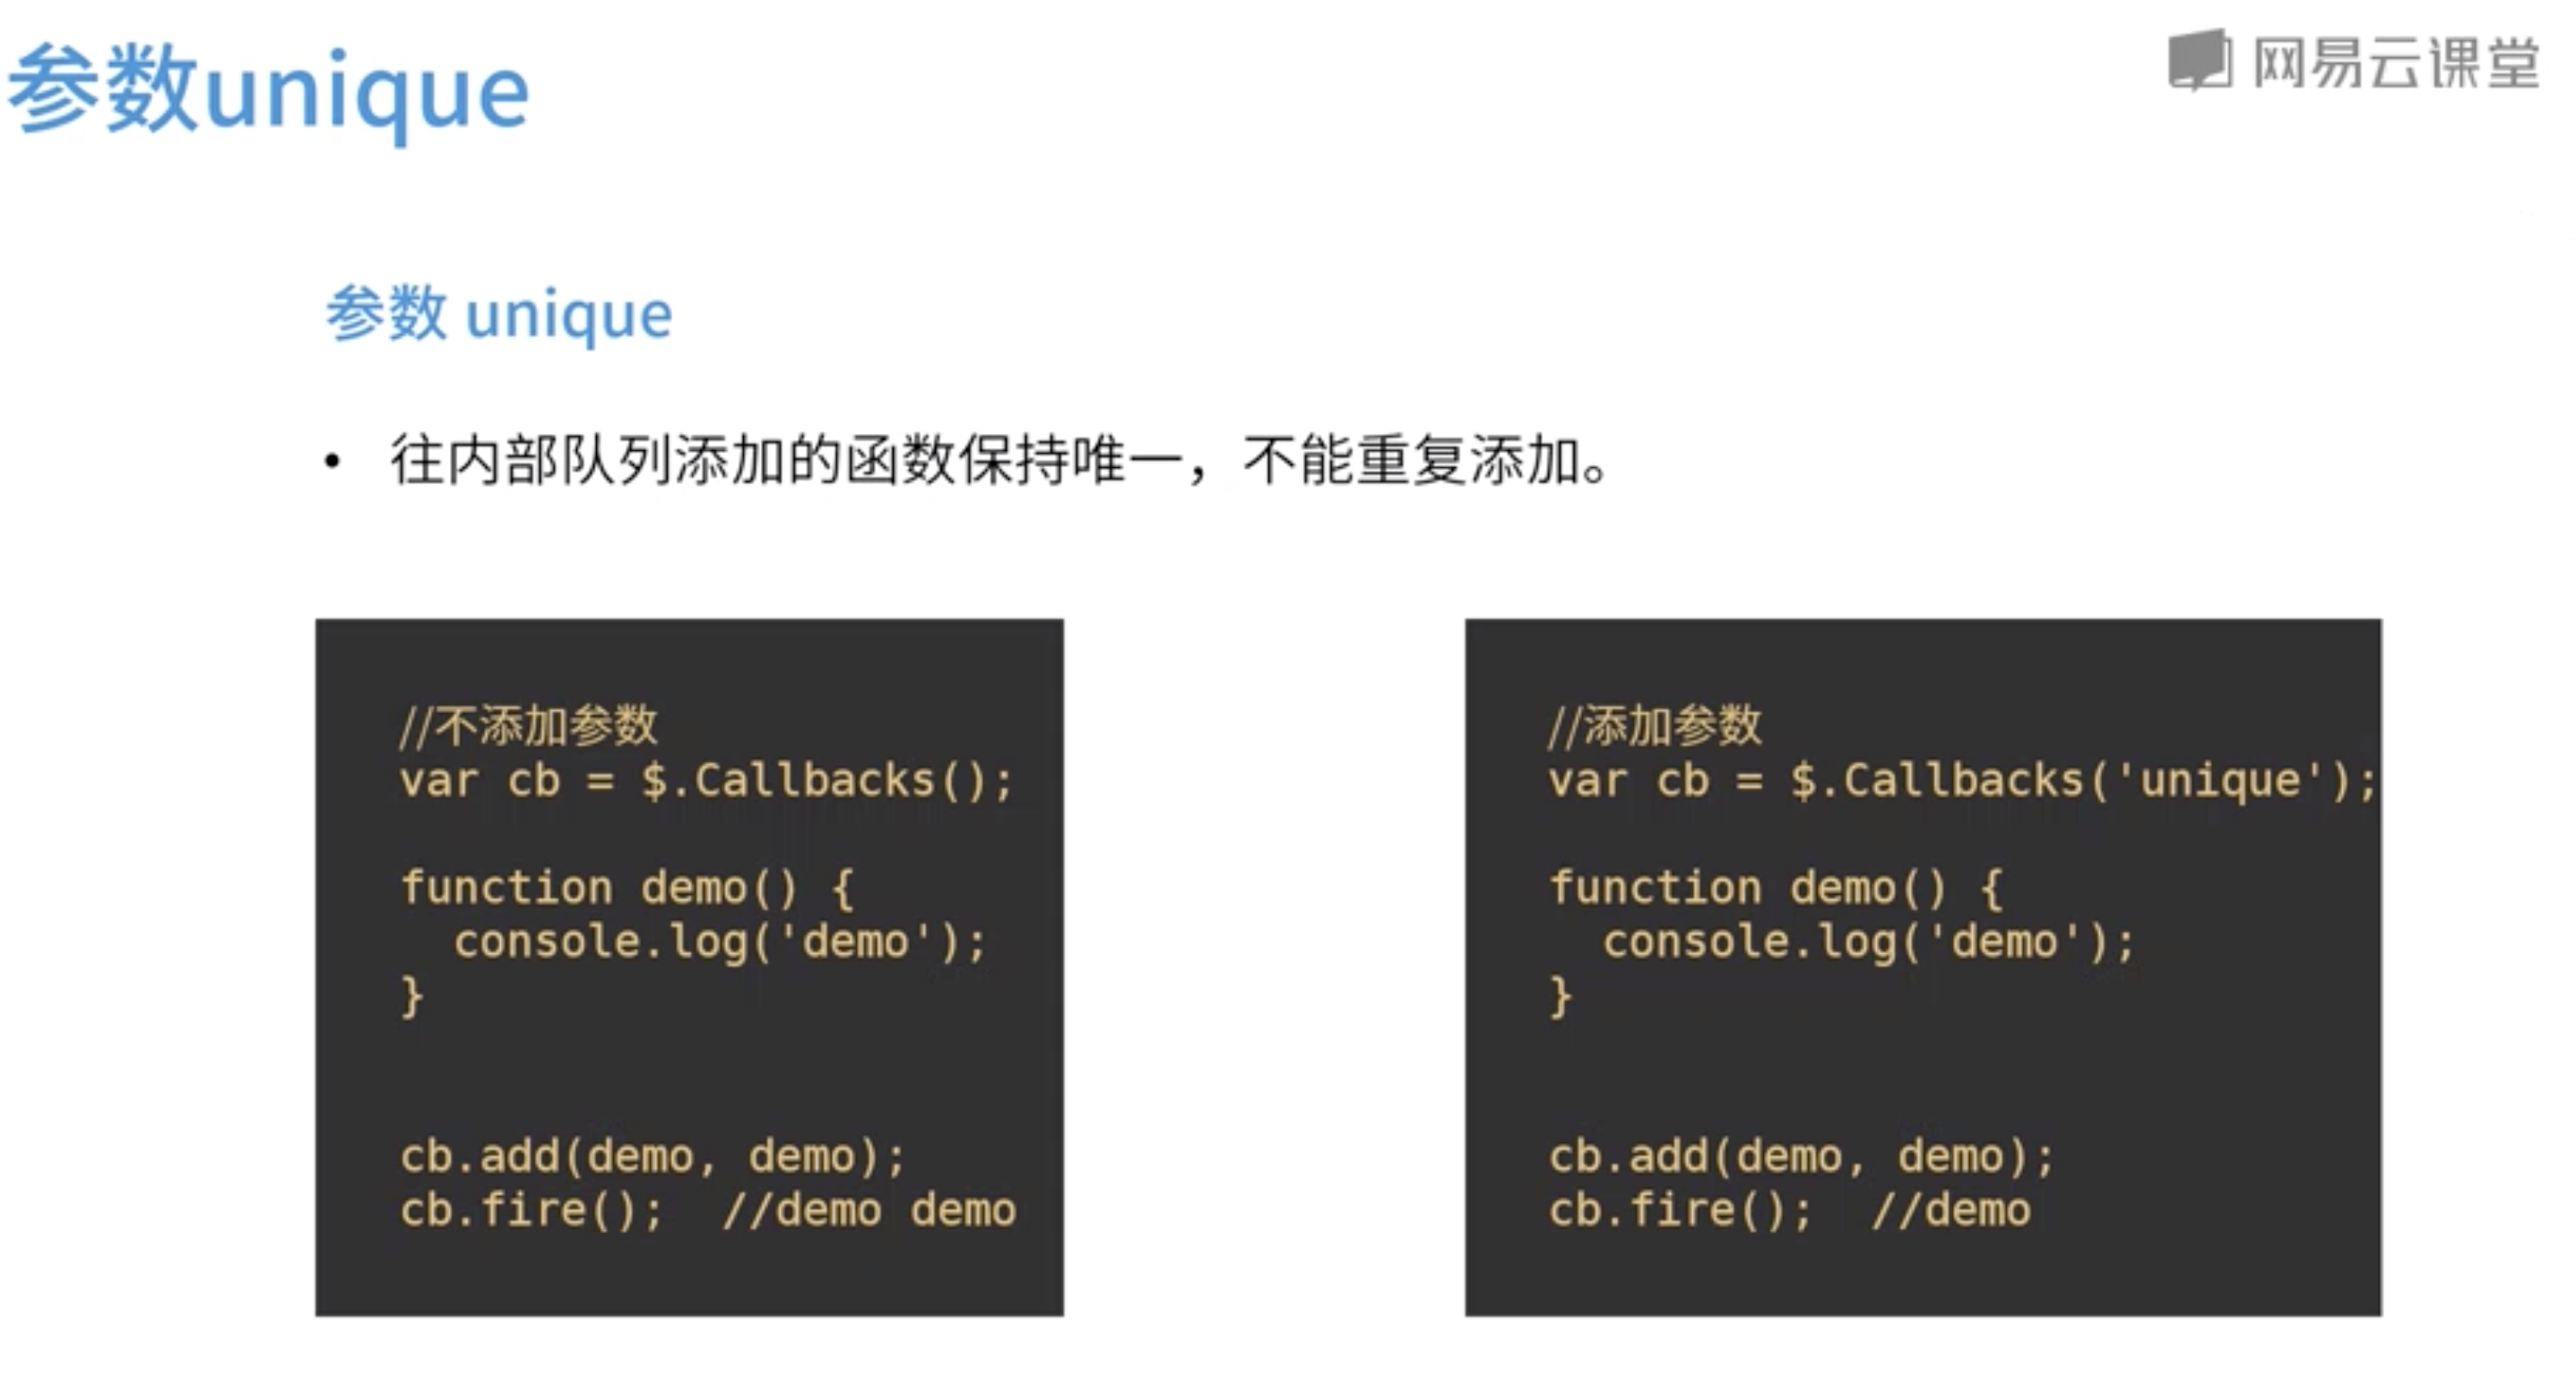 参数unique
网易云课堂
参数 unique
• 往内部队列添加的函数保持唯一，不能重复添加。
//不添加参数
var cb = $.Callbacks();
function demo() {
  console.log('demo');
}
cb.add(demo, demo);
cb.fire();  //demo demo
//添加参数
var cb = $.Callbacks('unique');
function demo() {
  console.log('demo');
}
cb.add(demo, demo);
cb.fire();  //demo